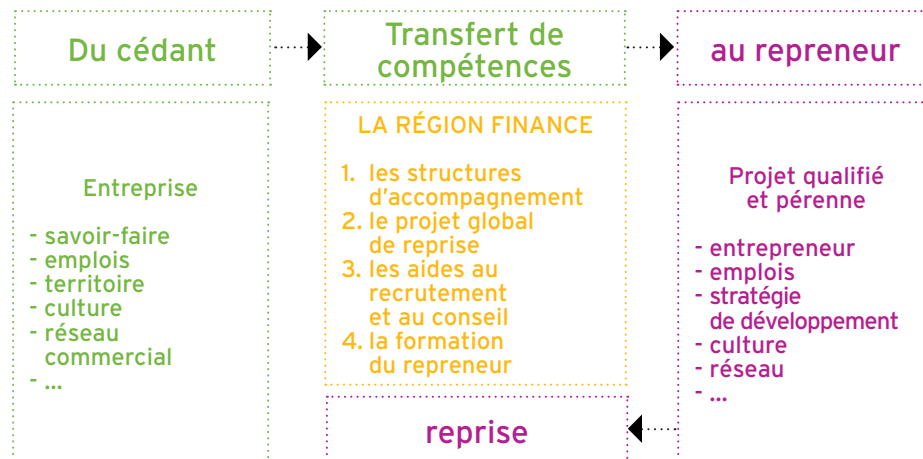 Du cédant
Transfert de
compétences
au repreneur
Entreprise
- savoir-faire
- emplois
- territoire
- culture
- réseau
commercial
- ...
LA RÉGION FINANCE
1. les structures
d'accompagnement
2. le projet global
de reprise
3. les aides au
recrutement
et au conseil
4. la formation
du repreneur
Projet qualifié
et pérenne
- entrepreneur
- emplois
- stratégie
de développement
- culture
- réseau
- ...
reprise